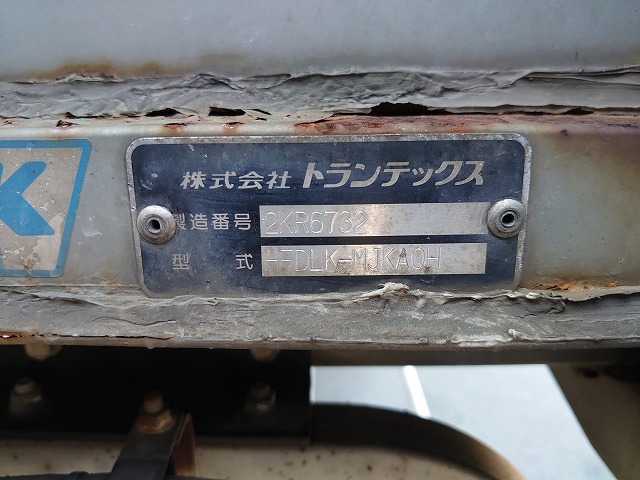 株式会社 トランテックス
製造番号 2KR6732
型 式 HFDLK-MJKAQH
K